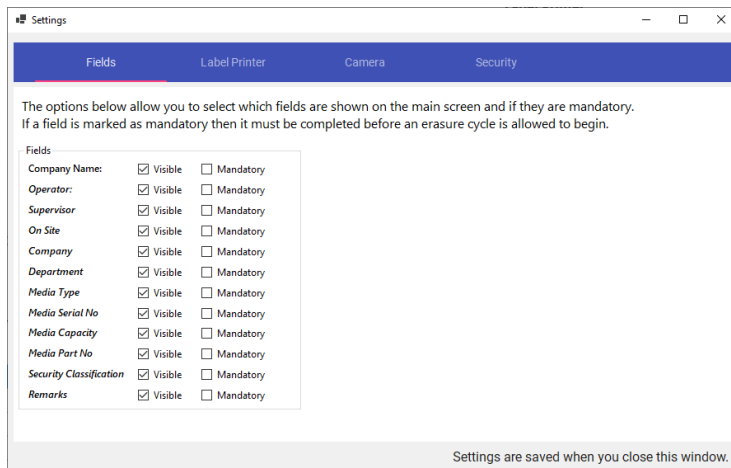 Settings
Fields Label Printer Camera Security
The options below allow you to select which fields are shown on the main screen and if they are mandatory.
If a field is marked as mandatory then it must be completed before an erasure cycle is allowed to begin.
Fields
Company Name: Visible Mandatory
Operator: Visible Mandatory
Supervisor Visible Mandatory
On Site Visible Mandatory
Company Visible Mandatory
Department Visible Mandatory
Media Type Visible Mandatory
Media Serial No Visible Mandatory
Media Capacity Visible Mandatory
Media Part No Visible Mandatory
Security Classification Visible Mandatory
Remarks Visible Mandatory
Settings are saved when you close this window.